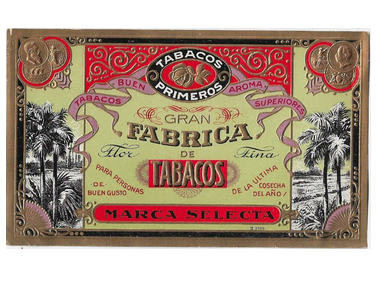 TABACOS
PRIMEROS
BUEN AROMA
TABACOS SUPERIORES
GRAN
FABRICA
Flor DE Fina
TABACOS
PARA PERSONAS
DE
BUEN GUSTO
DE LA ULTIMA
COSECHA
DEL AÑO
MARCA SELECTA